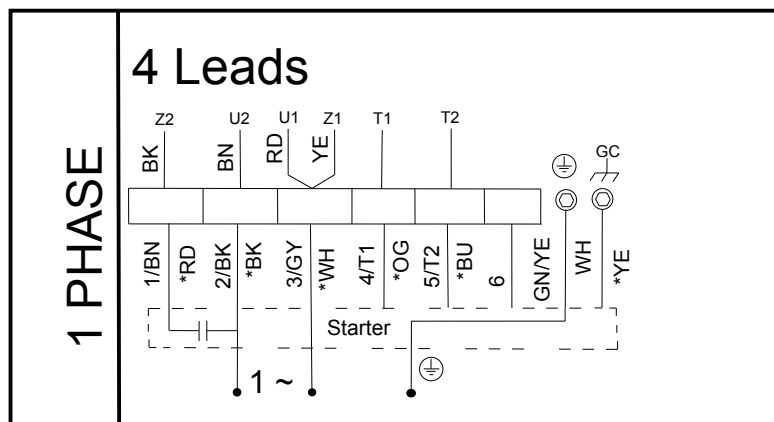 1 PHASE
4 Leads
Z2 U2 U1 Z1 T1 T2 GC
BK BN RD YE
1/BN *RD 2/BK *BK 3/GY *WH 4/T1 *OG 5/T2 *BU 6 GN/YE WH *YE
Starter
1 ~